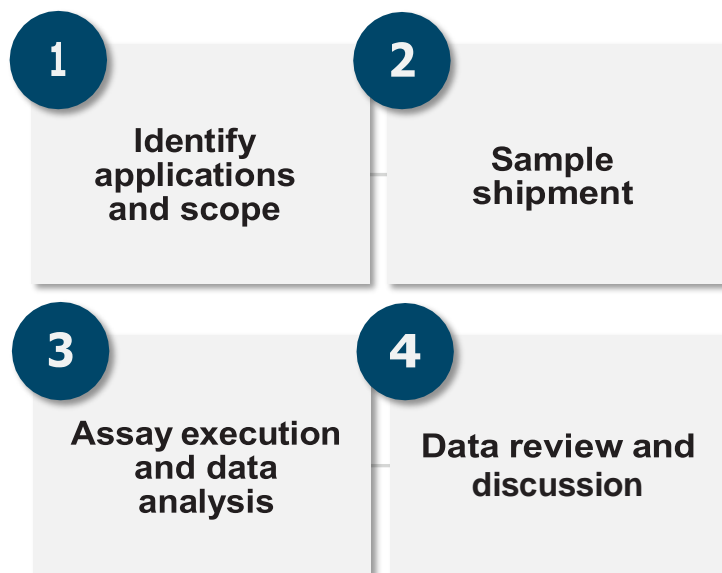 1
Identify
applications
and scope
2
Sample
shipment
3
Assay execution
and data
analysis
4
Data review and
discussion